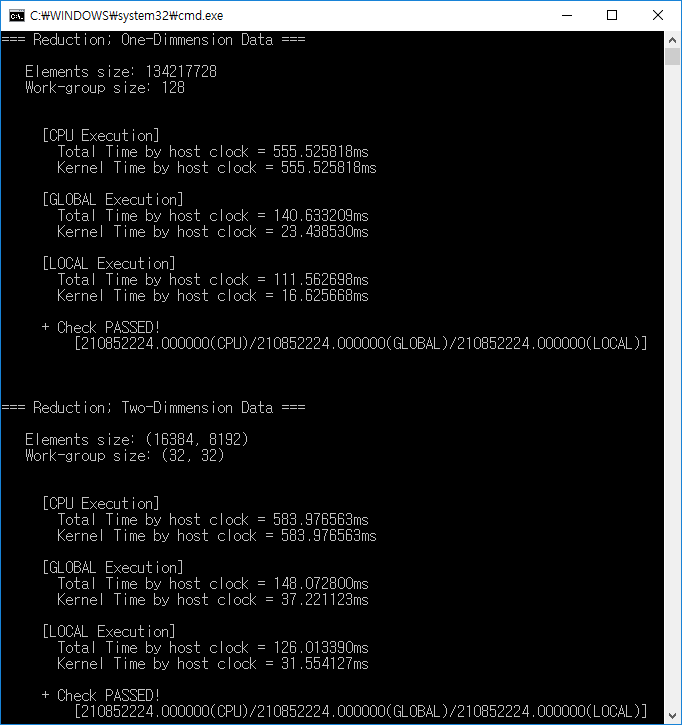 C:₩WINDOWS₩system32₩cmd.exe
=== Reduction; One-Dimmension Data ===
Elements size: 134217728
Work-group size: 128
[CPU Execution]
Total Time by host clock = 555.525818ms
Kernel Time by host clock = 555.525818ms
[GLOBAL Execution]
Total Time by host clock = 140.633209ms
Kernel Time by host clock = 23.438530ms
[LOCAL Execution]
Total Time by host clock = 111.562698ms
Kernel Time by host clock = 16.625668ms
+ Check PASSED!
[210852224.000000(CPU)/210852224.000000(GLOBAL)/210852224.000000(LOCAL)]
=== Reduction; Two-Dimmension Data ===
Elements size: (16384, 8192)
Work-group size: (32, 32)
[CPU Execution]
Total Time by host clock = 583.976563ms
Kernel Time by host clock = 583.976563ms
[GLOBAL Execution]
Total Time by host clock = 148.072800ms
Kernel Time by host clock = 37.221123ms
[LOCAL Execution]
Total Time by host clock = 126.013390ms
Kernel Time by host clock = 31.554127ms
+ Check PASSED!
[210852224.000000(CPU)/210852224.000000(GLOBAL)/210852224.000000(LOCAL)]